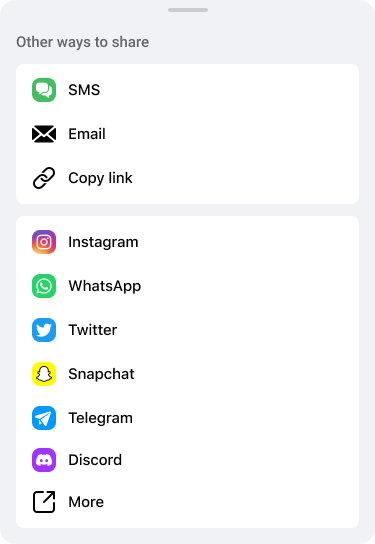 Other ways to share
SMS
Email
Copy link
Instagram
WhatsApp
Twitter
Snapchat
Telegram
Discord
More